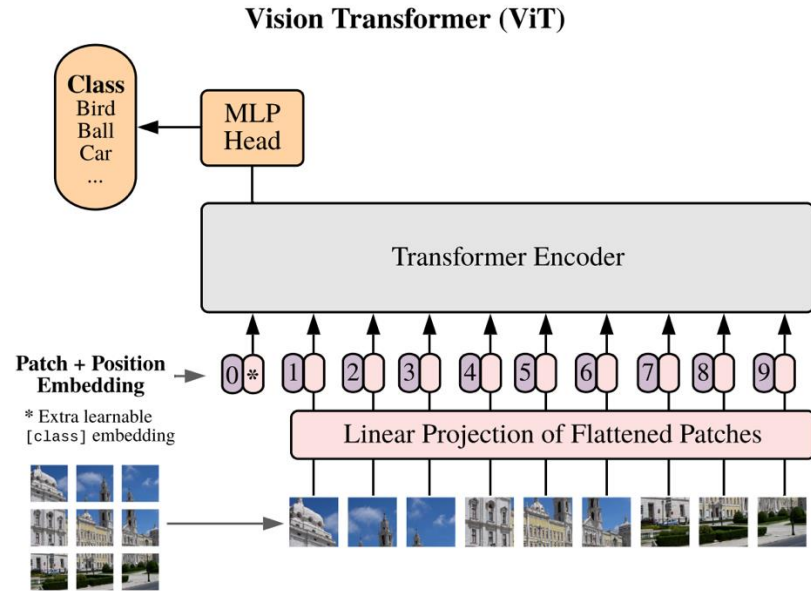 Vision Transformer (ViT)
Class
Bird
Ball
Car
...
MLP
Head
Transformer Encoder
Patch + Position
Embedding
0 * 1 2 3 4 5 6 7 8 9
* Extra learnable
[class] embedding
Linear Projection of Flattened Patches